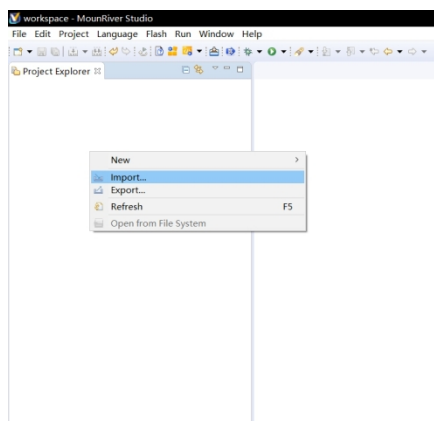 workspace - MounRiver Studio
File Edit Project Language Flash Run Window Help
Project Explorer
New
Import...
Export...
Refresh F5
Open from File System